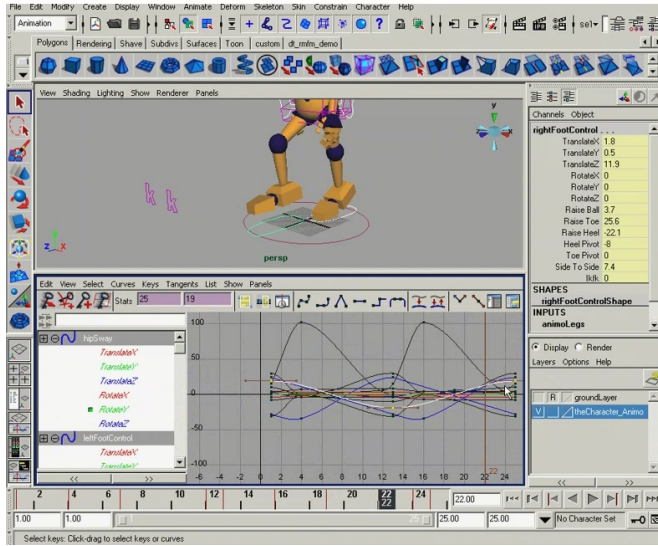 File Edit Modify Create Display Window Animate Deform Skeleton Skin Constrain Character Help
Animation
sel-
Polygons Rendering Shave Subdivs Surfaces Toon custom dt_rmfm_demo
View Shading Lighting Show Renderer Panels
y
z x
persp
Channels Object
rightFootControl . . .
TranslateX 1.8
TranslateY 0.5
TranslateZ 11.9
RotateX 0
RotateY 0
RotateZ 0
Raise Ball 3.7
Raise Toe 25.6
Raise Heel -22.1
Heel Pivot -8
Toe Pivot 0
Side To Side 7.4
Ikfk 0
SHAPES
rightFootControlShape
INPUTS
animoLegs
Display Render
Layers Options Help
R groundLayer
V theCharacter_Animo
Edit View Select Curves Keys Tangents List Show Panels
Stats 25 19
hipSway
TranslateX
TranslateY
TranslateZ
RotateX
RotateY
RotateZ
leftFootControl
TranslateX
TranslateY
100
50
0
-50
-100
-6 -4 -2 0 2 4 6 8 10 12 14 16 18 20 22 24
22
<< >>
<< >>
2 4 6 8 10 12 14 16 18 20 22 24
22
22.00
1.00 1.00 25.00 25.00 No Character Set
Select keys: Click-drag to select keys or curves